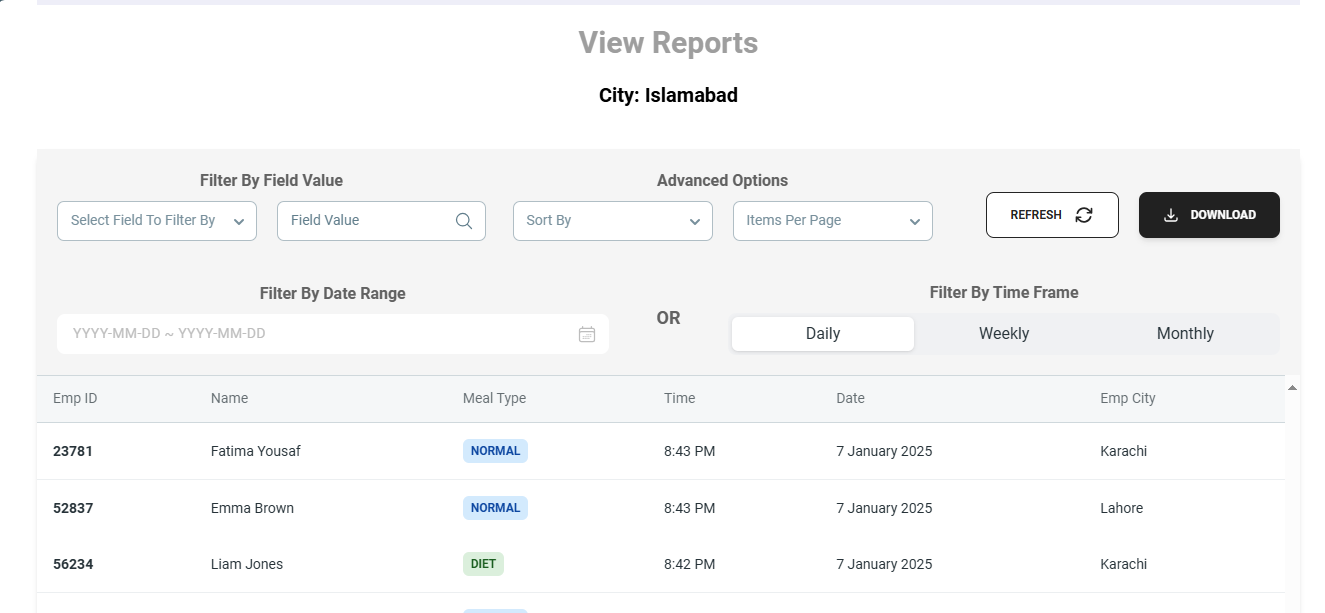 View Reports
City: Islamabad
Filter By Field Value
Advanced Options
Select Field To Filter By
Field Value
Sort By
Items Per Page
REFRESH
DOWNLOAD
Filter By Date Range
OR
Filter By Time Frame
YYYY-MM-DD ~ YYYY-MM-DD
Daily Weekly Monthly
Emp ID Name Meal Type Time Date Emp City
23781 Fatima Yousaf NORMAL 8:43 PM 7 January 2025 Karachi
52837 Emma Brown NORMAL 8:43 PM 7 January 2025 Lahore
56234 Liam Jones DIET 8:42 PM 7 January 2025 Karachi